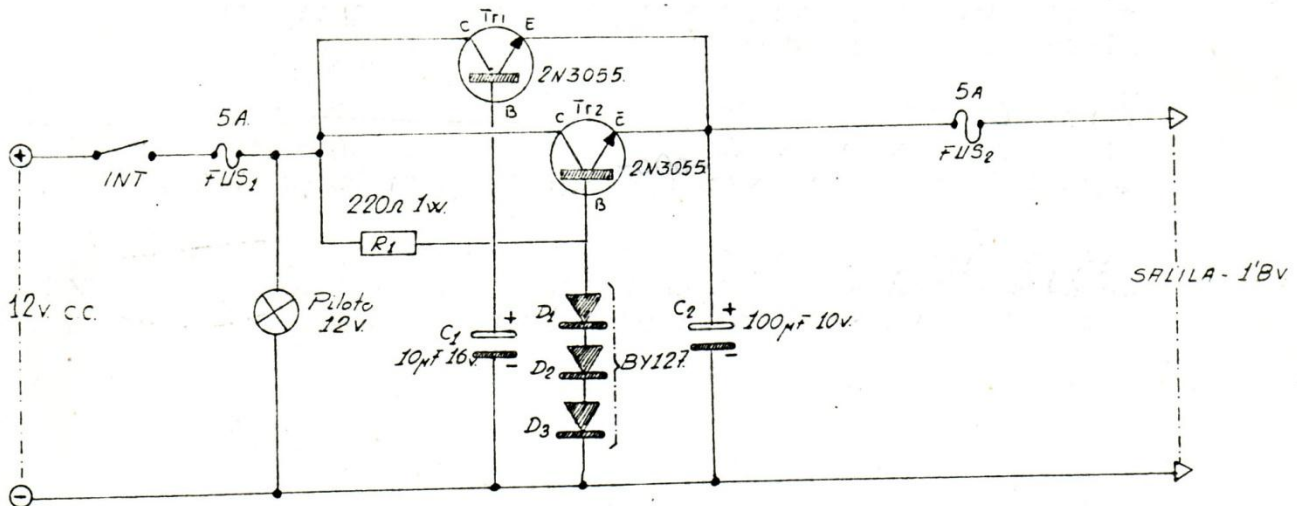 C Tr1 E
2N3055.
B
5A.
C Tr2 E
2N3055.
B
5A
+
INT
FUS1
FUS2
220Ω 1w.
R1
12v. c.c.
Piloto
12v.
C1 +
10µF 16v.
-
D1
D2
D3
BY127.
C2 +
100µF 10v.
-
SALILA - 1'8v
-